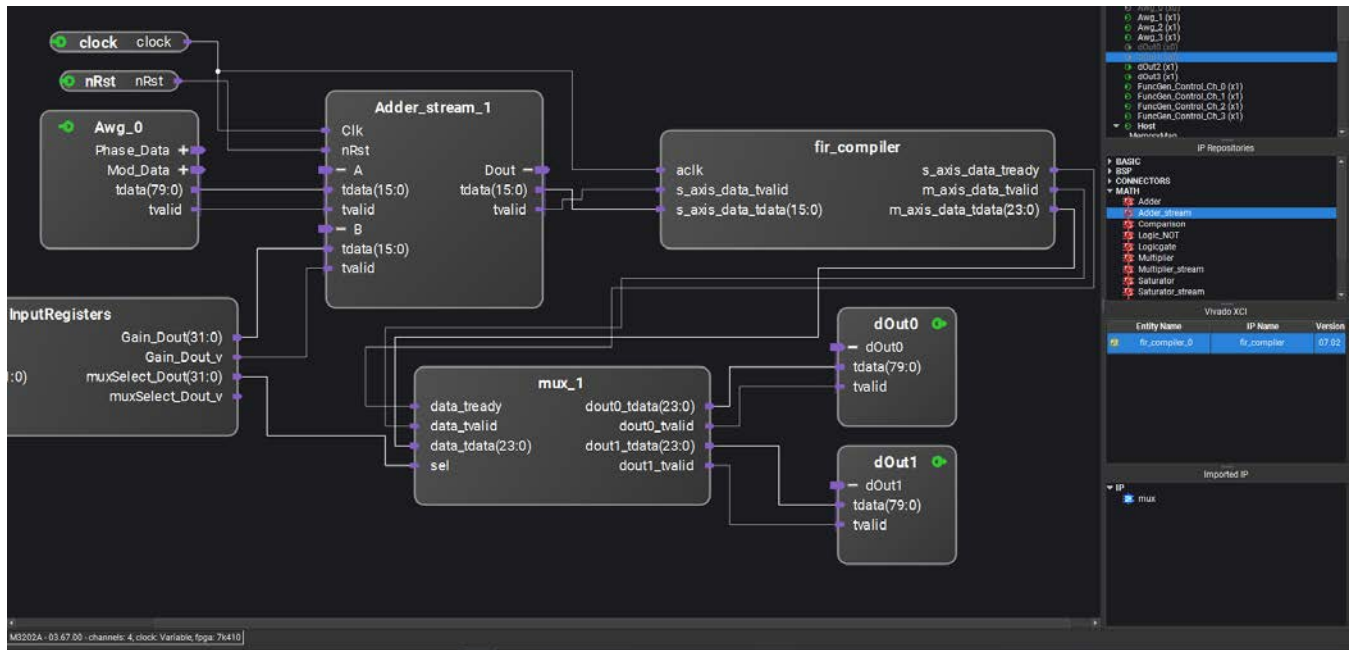 clock clock
nRst nRst
Awg_0
Phase_Data
Mod_Data
tdata(79:0)
tvalid
Adder_stream_1
Clk
nRst
A
Dout
tdata(15:0) tdata(15:0)
tvalid tvalid
B
tdata(15:0)
tvalid
fir_compiler
aclk s_axis_data_tready
s_axis_data_tvalid m_axis_data_tvalid
s_axis_data_tdata(15:0) m_axis_data_tdata(23:0)
InputRegisters
Gain_Dout(31:0)
Gain_Dout_v
:0) muxSelect_Dout(31:0)
muxSelect_Dout_v
mux_1
data_tready dout0_tdata(23:0)
data_tvalid dout0_tvalid
data_tdata(23:0) dout1_tdata(23:0)
sel dout1_tvalid
dOut0
dOut0
tdata(79:0)
tvalid
dOut1
dOut1
tdata(79:0)
tvalid
Awg_1 (x1)
Awg_2 (x1)
Awg_3 (x1)
dOut0 (x0)
dOut2 (x1)
dOut3 (x1)
FuncGen_Control_Ch_0 (x1)
FuncGen_Control_Ch_1 (x1)
FuncGen_Control_Ch_2 (x1)
FuncGen_Control_Ch_3 (x1)
Host
MemoryMap
IP Repositories
BASIC
BSP
CONNECTORS
MATH
Adder
Adder_stream
Comparison
Logic_NOT
Logicgate
Multiplier
Multiplier_stream
Saturator
Saturator_stream
Vivado XCI
Entity Name IP Name Version
fir_compiler_0 fir_compiler 07.02
Imported IP
IP
mux
M3202A - 03.67.00 - channels: 4, clock: Variable, fpga: 7k410